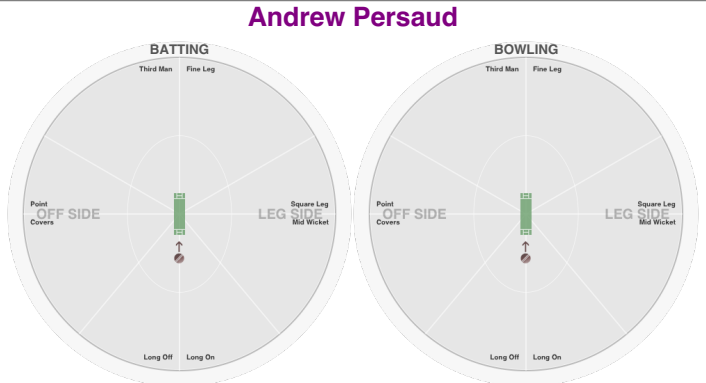 Andrew Persaud
BATTING
Third Man Fine Leg
Point
OFF SIDE
Covers
Square Leg
LEG SIDE
Mid Wicket
Long Off Long On
BOWLING
Third Man Fine Leg
Point
OFF SIDE
Covers
Square Leg
LEG SIDE
Mid Wicket
Long Off Long On